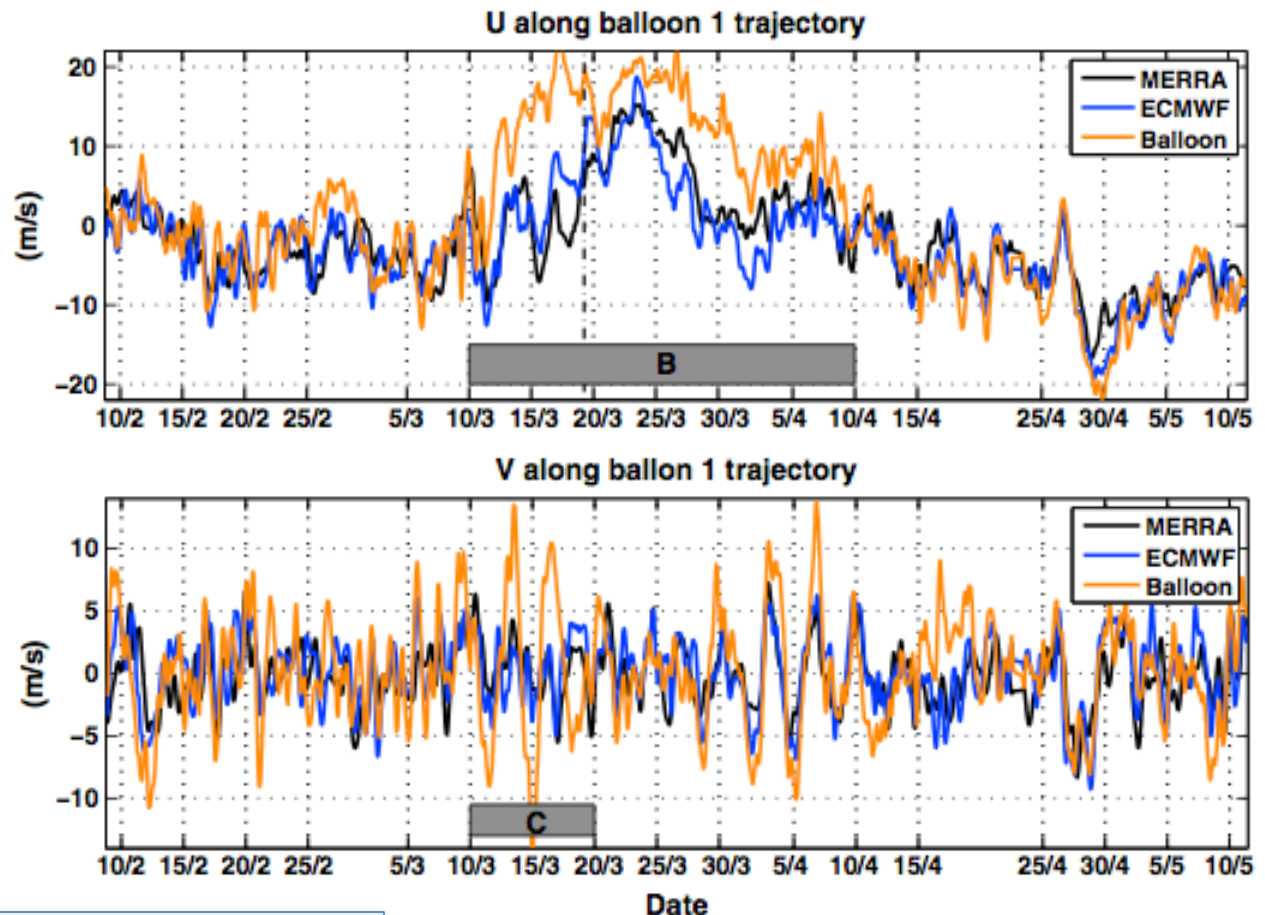 U along balloon 1 trajectory
20
10
0
−10
−20
(m/s)
MERRA
ECMWF
Balloon
B
10/2 15/2 20/2 25/2 5/3 10/3 15/3 20/3 25/3 30/3 5/4 10/4 15/4 25/4 30/4 5/5 10/5
V along ballon 1 trajectory
10
5
0
−5
−10
(m/s)
MERRA
ECMWF
Balloon
C
10/2 15/2 20/2 25/2 5/3 10/3 15/3 20/3 25/3 30/3 5/4 10/4 15/4 25/4 30/4 5/5 10/5
Date